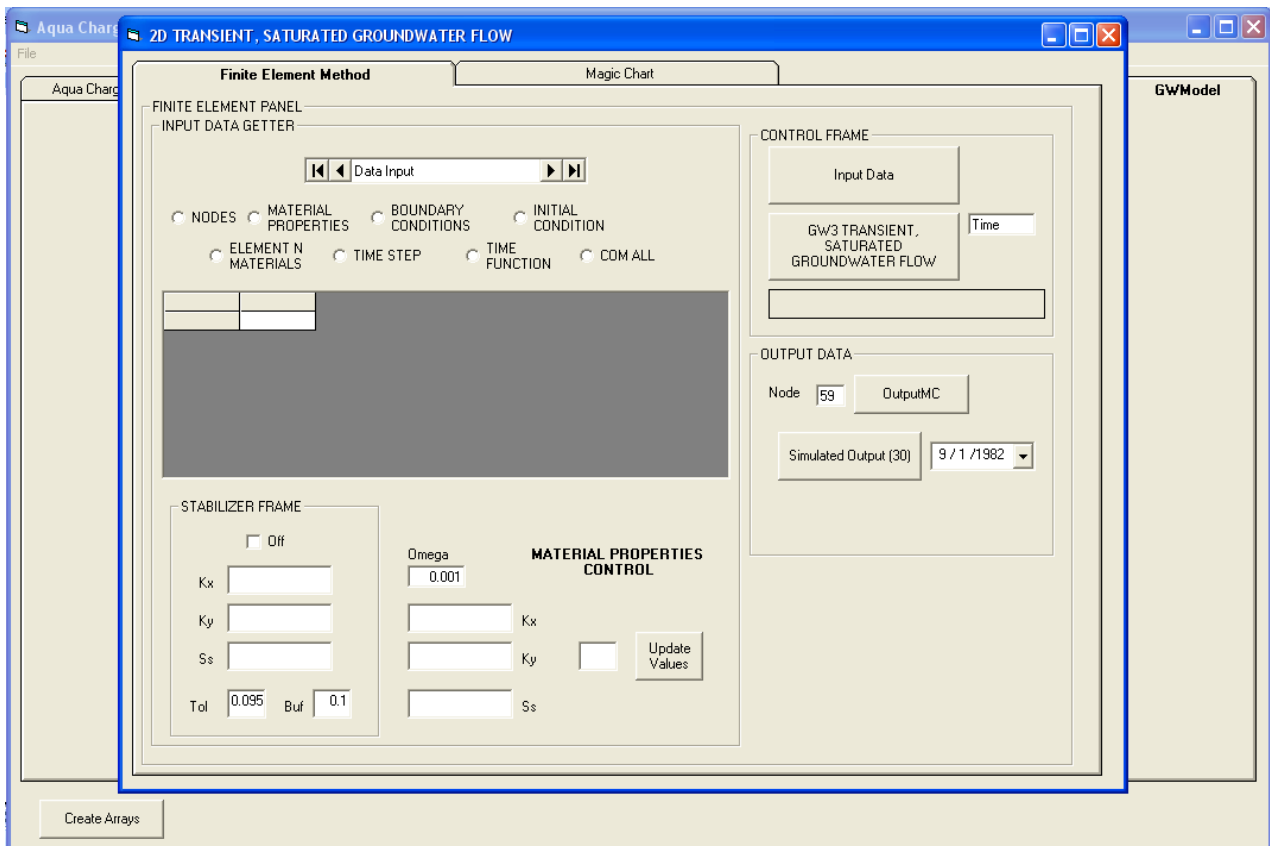 Aqua Charg
2D TRANSIENT, SATURATED GROUNDWATER FLOW
File
Finite Element Method
Magic Chart
Aqua Charg
GWModel
FINITE ELEMENT PANEL
INPUT DATA GETTER
Data Input
NODES
MATERIAL
PROPERTIES
BOUNDARY
CONDITIONS
INITIAL
CONDITION
ELEMENT N
MATERIALS
TIME STEP
TIME
FUNCTION
COM ALL
CONTROL FRAME
Input Data
GW3 TRANSIENT,
SATURATED
GROUNDWATER FLOW
Time
OUTPUT DATA
Node 59 OutputMC
Simulated Output (30) 9 / 1 /1982
STABILIZER FRAME
Off
Kx
Ky
Ss
Tol 0.095 Buf 0.1
Omega
0.001
MATERIAL PROPERTIES
CONTROL
Kx
Ky
Ss
Update
Values
Create Arrays